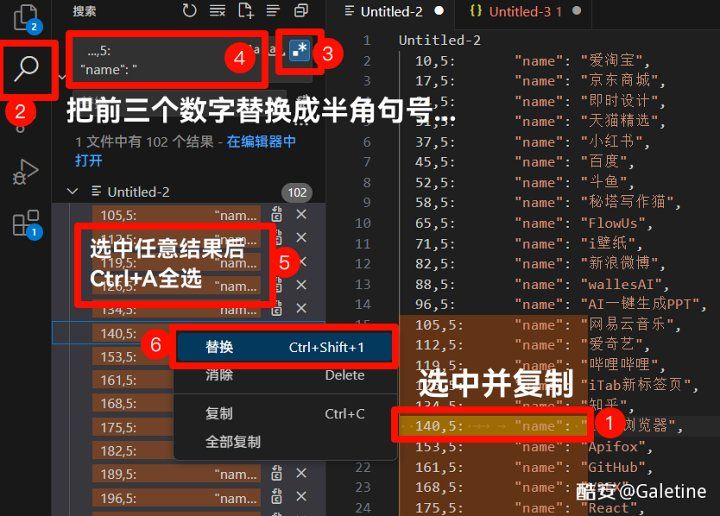 搜索
Untitled-2
{} Untitled-3 1
2
2
3
4
...,5:
"name": "
把前三个数字替换成半角句号...
1 文件中有 102 个结果 - 在编辑器中
打开
Untitled-2
102
105,5: "nam...
119,5:
126,5:
134,5:
140,5:
153,5:
161,5:
168,5:
175,5:
182,5:
189,5: "nam...
196,5: "nam...
选中任意结果后
Ctrl+A全选
5
6
替换 Ctrl+Shift+1
消除 Delete
复制 Ctrl+C
全部复制
1
1 Untitled-2
2 10,5: "name": "爱淘宝",
3 17,5: "name": "京东商城",
4 "name": "即时设计",
5 31,5: "name": "天猫精选",
6 37,5: "name": "小红书",
7 45,5: "name": "百度",
8 52,5: "name": "斗鱼",
9 58,5: "name": "秘塔写作猫",
10 65,5: "name": "FlowUs",
11 71,5: "name": "i壁纸",
12 82,5: "name": "新浪微博",
13 88,5: "name": "wallesAI",
14 96,5: "name": "AI一键生成PPT",
105,5: "name": "网易云音乐",
112,5: "name": "爱奇艺",
119,5: "name": "哔哩哔哩",
"iTab新标签页",
134,5: "知乎",
140,5: "name": 浏览器",
153,5: "name": "Apifox",
161,5: "name": "GitHub",
22 168,5: "name":
175,5: "name": "React",
选中并复制
1
酷安@Galetine